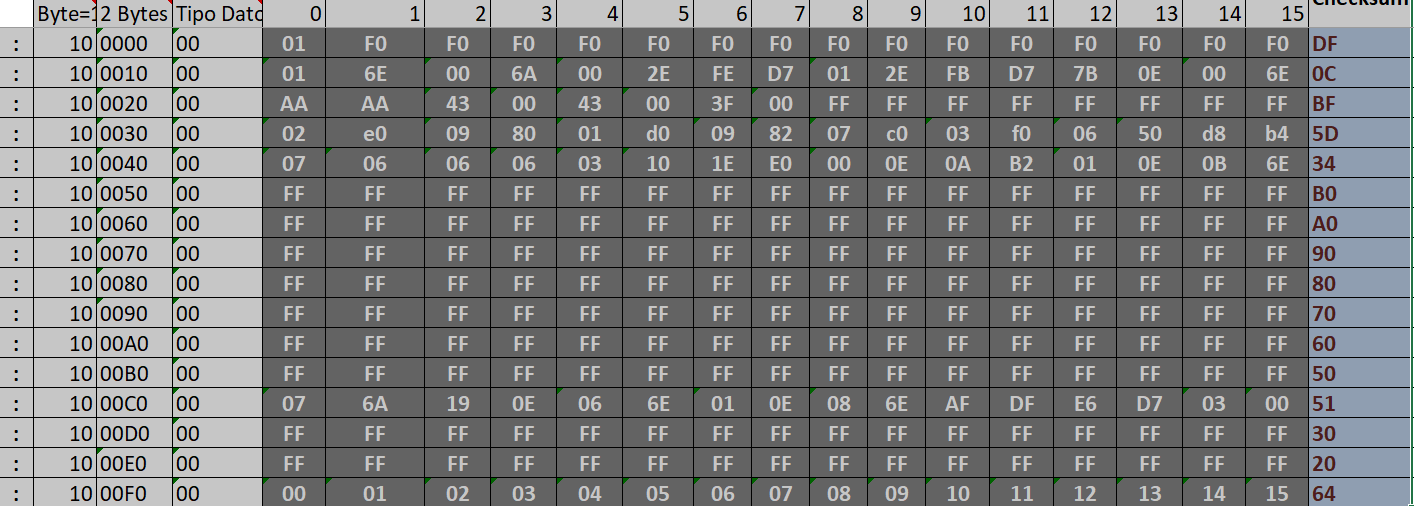 Byte=1 2 Bytes Tipo Dato 0 1 2 3 4 5 6 7 8 9 10 11 12 13 14 15 Checksum
: 10 0000 00 01 F0 F0 F0 F0 F0 F0 F0 F0 F0 F0 F0 F0 F0 F0 F0 DF
: 10 0010 00 01 6E 00 6A 00 2E FE D7 01 2E FB D7 7B 0E 00 6E 0C
: 10 0020 00 AA AA 43 00 43 00 3F 00 FF FF FF FF FF FF FF FF BF
: 10 0030 00 02 e0 09 80 01 d0 09 82 07 c0 03 f0 06 50 d8 b4 5D
: 10 0040 00 07 06 06 06 03 10 1E E0 00 0E 0A B2 01 0E 0B 6E 34
: 10 0050 00 FF FF FF FF FF FF FF FF FF FF FF FF FF FF FF FF B0
: 10 0060 00 FF FF FF FF FF FF FF FF FF FF FF FF FF FF FF FF A0
: 10 0070 00 FF FF FF FF FF FF FF FF FF FF FF FF FF FF FF FF 90
: 10 0080 00 FF FF FF FF FF FF FF FF FF FF FF FF FF FF FF FF 80
: 10 0090 00 FF FF FF FF FF FF FF FF FF FF FF FF FF FF FF FF 70
: 10 00A0 00 FF FF FF FF FF FF FF FF FF FF FF FF FF FF FF FF 60
: 10 00B0 00 FF FF FF FF FF FF FF FF FF FF FF FF FF FF FF FF 50
: 10 00C0 00 07 6A 19 0E 06 6E 01 0E 08 6E AF DF E6 D7 03 00 51
: 10 00D0 00 FF FF FF FF FF FF FF FF FF FF FF FF FF FF FF FF 30
: 10 00E0 00 FF FF FF FF FF FF FF FF FF FF FF FF FF FF FF FF 20
: 10 00F0 00 00 01 02 03 04 05 06 07 08 09 10 11 12 13 14 15 64